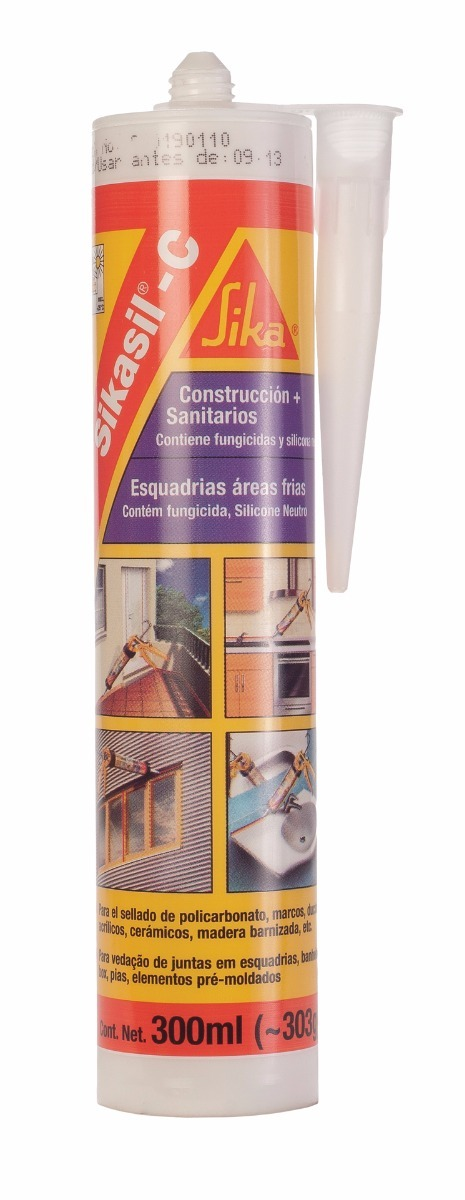 190110
Usar antes de: 09 13
Sikasil®-C
Sika®
Construcción +
Sanitarios
Contiene fungicidas y silicona
Esquadrias áreas frias
Contém fungicida, Silicone Neutro
Para el sellado de policarbonato, marcos,
acrílicos, cerámicos, madera barnizada, etc.
Para vedação de juntas em esquadrias,
box, pias, elementos pré-moldados
Cont. Net. 300ml (~303g